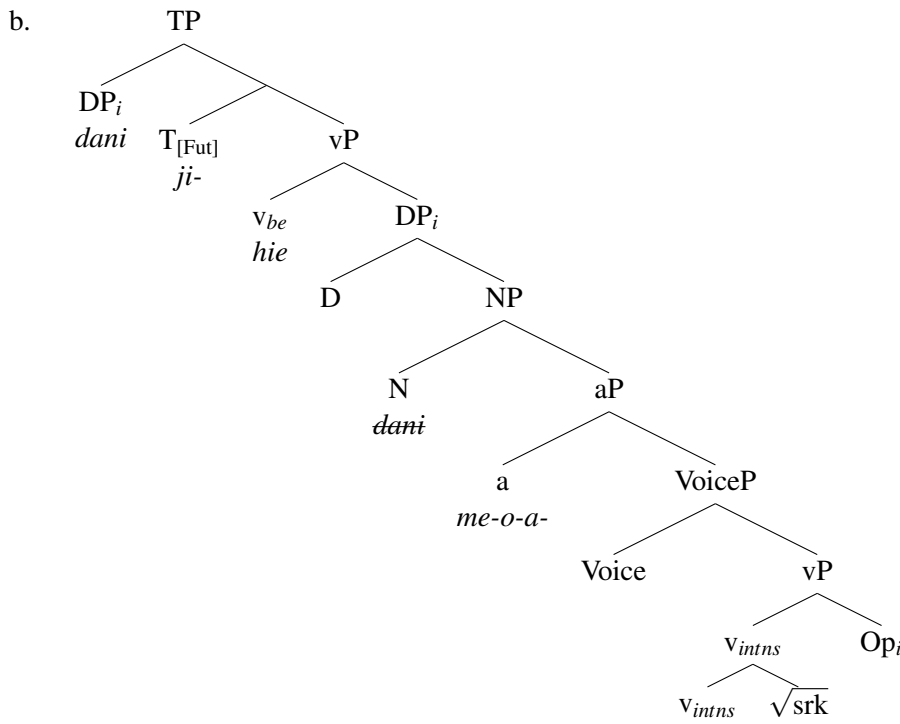 b.
TP
DPi
dani
T[Fut]
ji-
vP
vbe
hie
DPi
D
NP
N
dani
aP
a
me-o-a-
VoiceP
Voice
vP
vintns
Opi
vintns
√srk